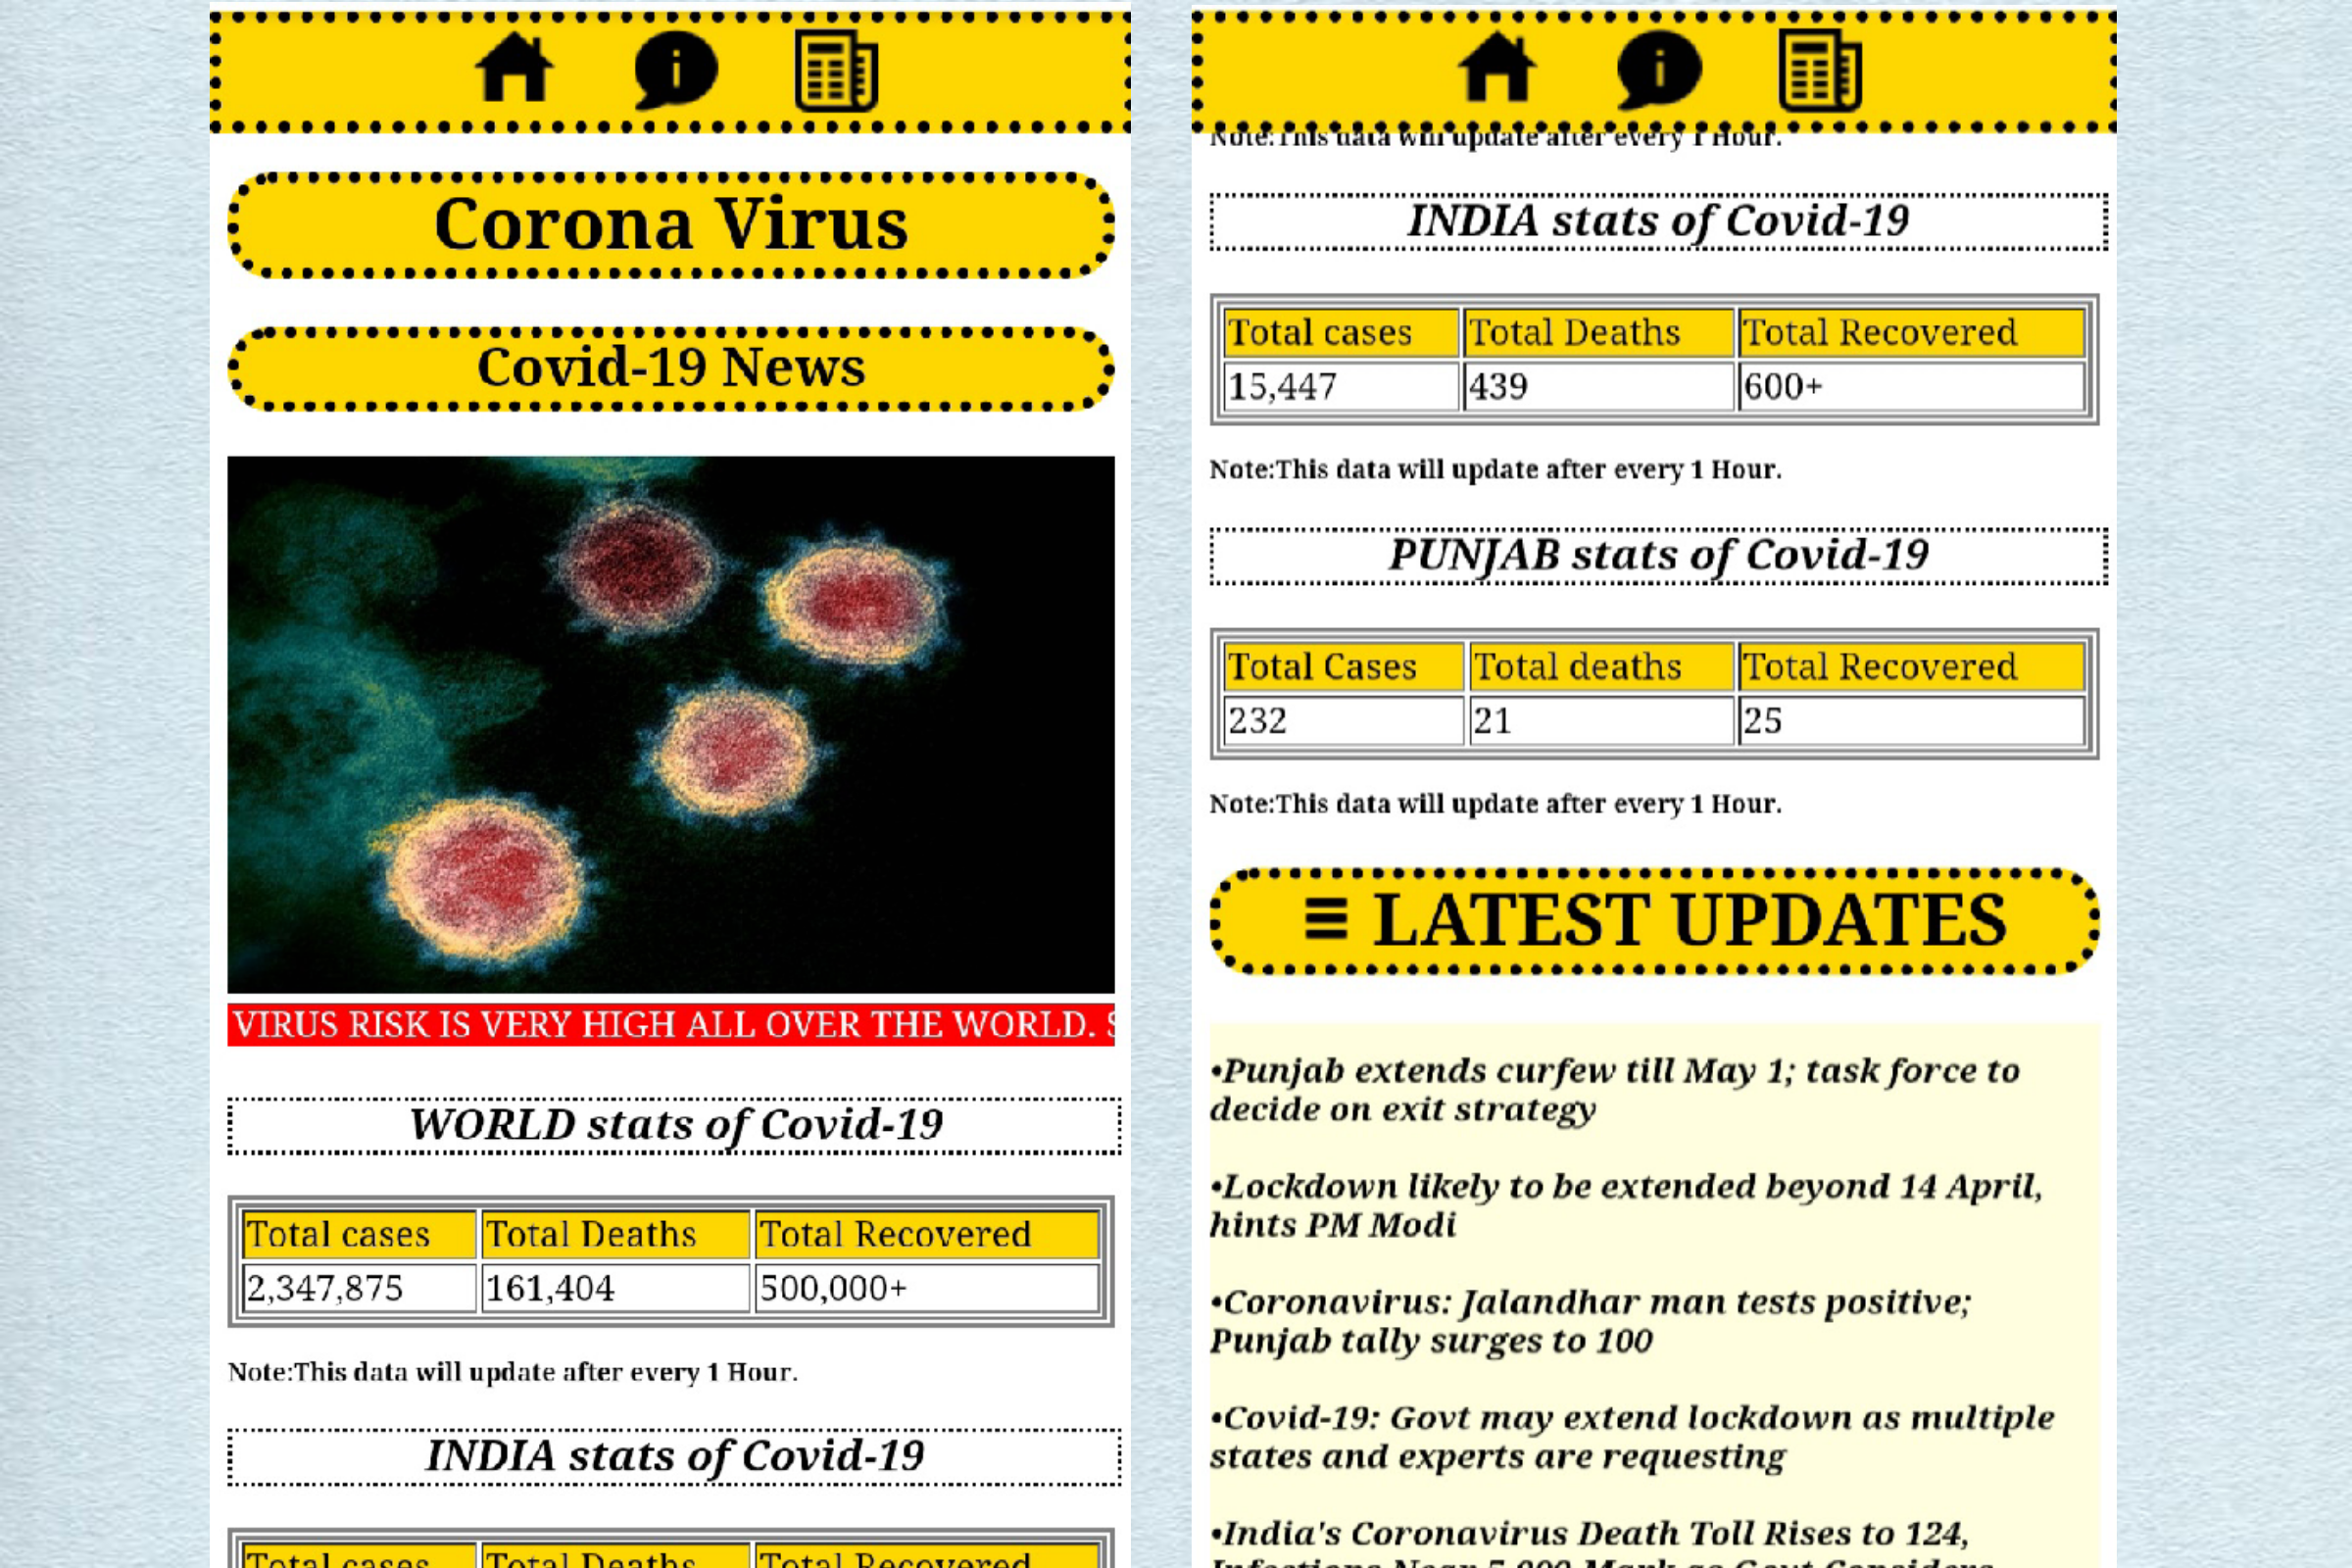 Corona Virus
Covid-19 News
VIRUS RISK IS VERY HIGH ALL OVER THE WORLD. S
WORLD stats of Covid-19
Total cases Total Deaths Total Recovered
2,347,875 161,404 500,000+
Note:This data will update after every 1 Hour.
INDIA stats of Covid-19
Total cases Total Deaths Total Recovered
Note:This data will update after every 1 Hour.
INDIA stats of Covid-19
Total cases Total Deaths Total Recovered
15,447 439 600+
Note:This data will update after every 1 Hour.
PUNJAB stats of Covid-19
Total Cases Total deaths Total Recovered
232 21 25
Note:This data will update after every 1 Hour.
≡ LATEST UPDATES
•Punjab extends curfew till May 1; task force to
decide on exit strategy
•Lockdown likely to be extended beyond 14 April,
hints PM Modi
•Coronavirus: Jalandhar man tests positive;
Punjab tally surges to 100
•Covid-19: Govt may extend lockdown as multiple
states and experts are requesting
•India's Coronavirus Death Toll Rises to 124,
Infections Near 5,000 Mark as Govt Considers